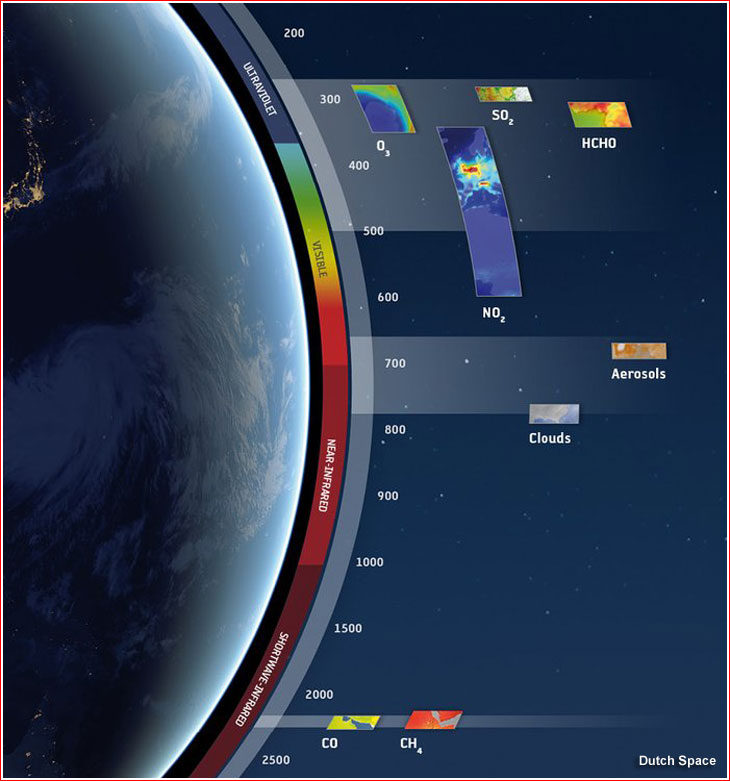 200
ULTRAVIOLET
300
O3
SO2
HCHO
400
500
VISIBLE
600
NO2
700
Aerosols
800
Clouds
NEAR-INFRARED
900
1000
1500
SHORTWAVE-INFRARED
2000
CO
CH4
2500
Dutch Space